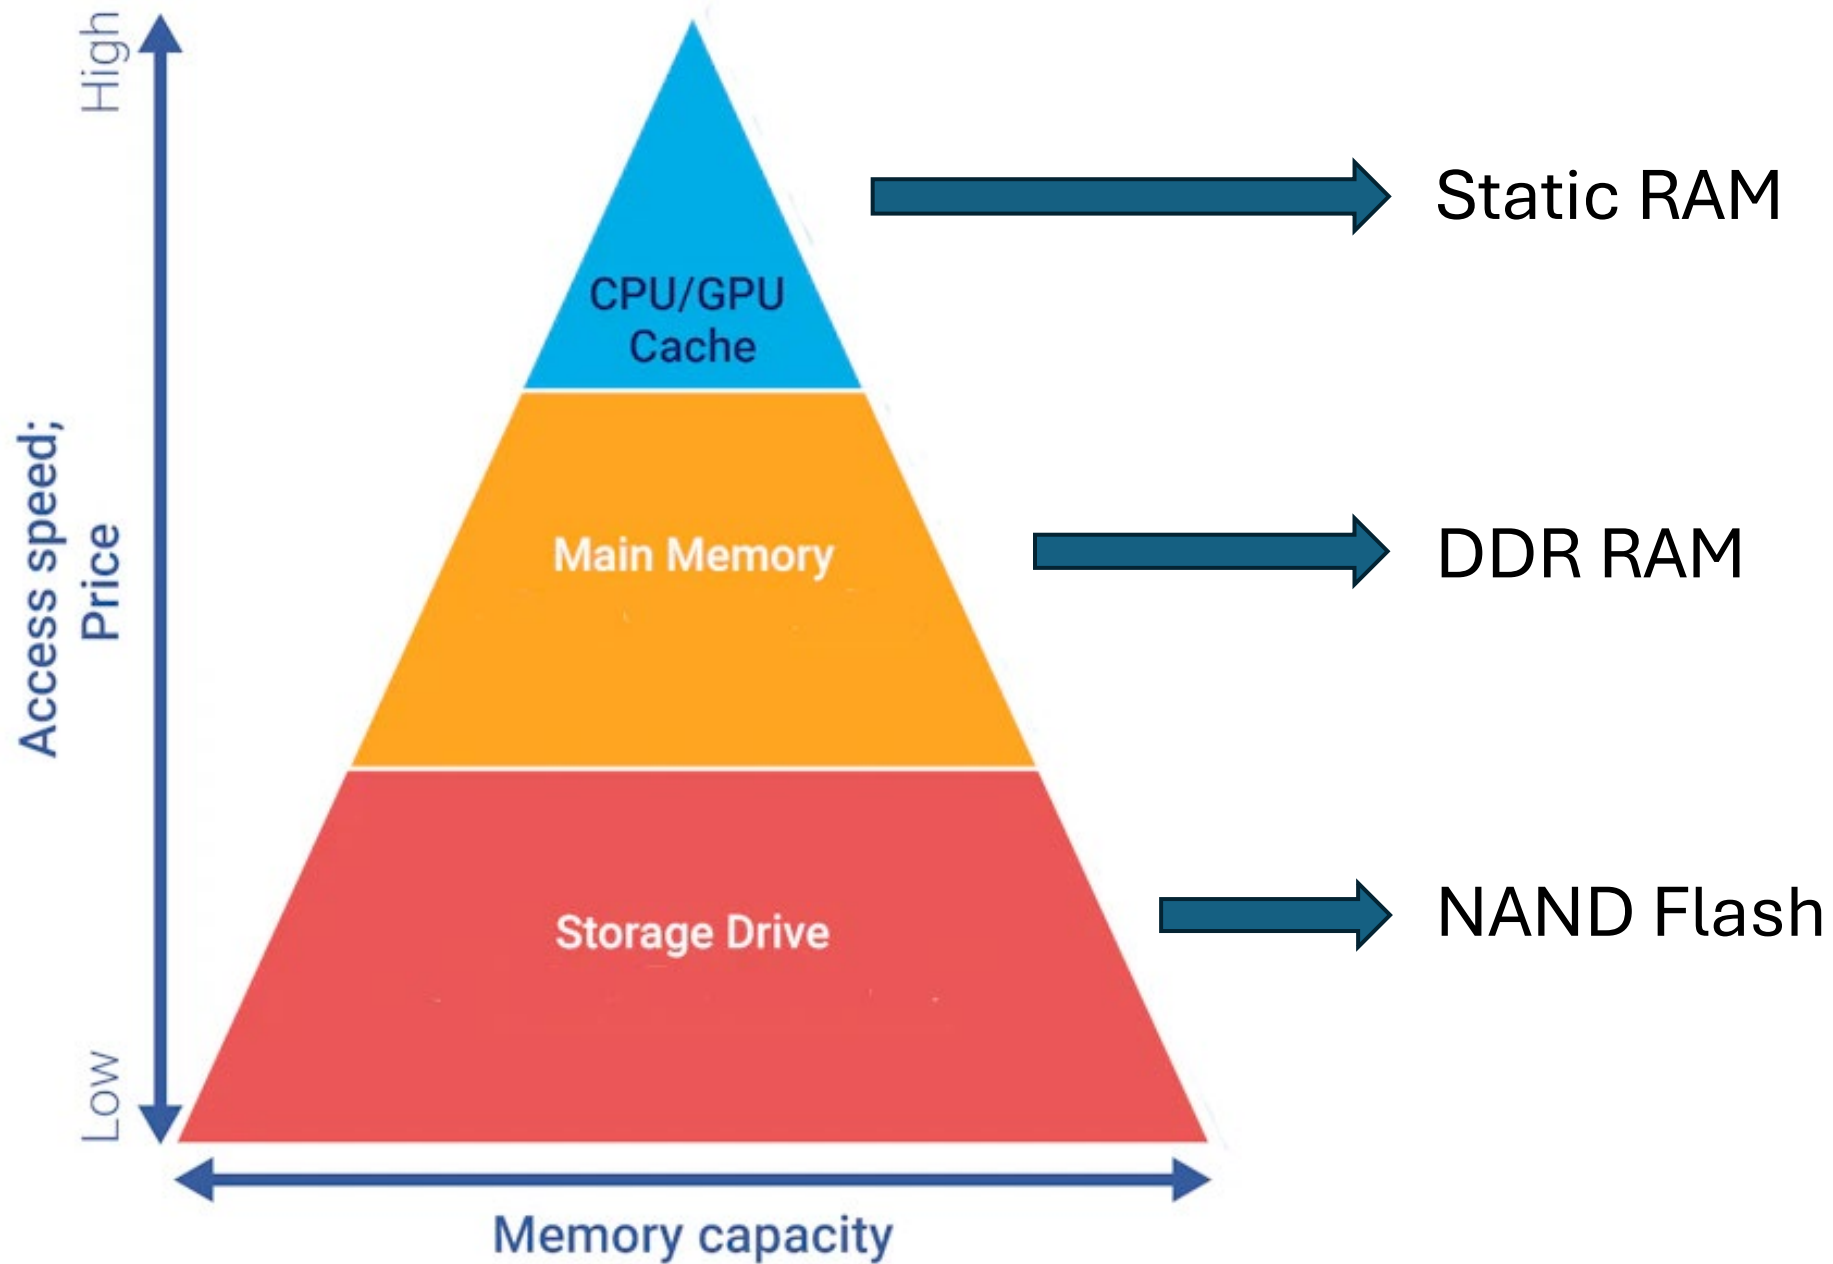 High
Access speed;
Price
Low
CPU/GPU
Cache
Main Memory
Storage Drive
Memory capacity
Static RAM
DDR RAM
NAND Flash